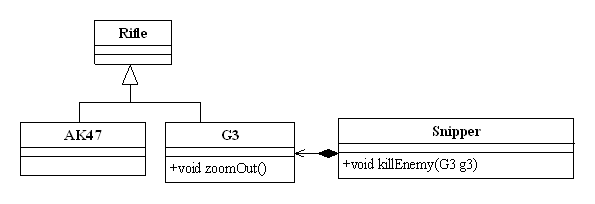 Rifle
AK47
G3
Snipper
+void zoomOut()
+void killEnemy(G3 g3)